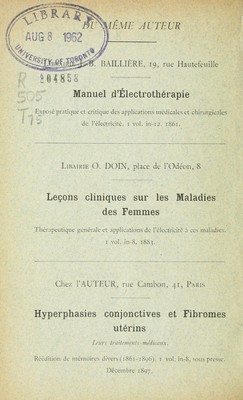 DU MÊME AUTEUR
LIBRARY
AUG 8 1962
UNIVERSITY OF TORONTO
J.-B. BAILLIÈRE, 19, rue Hautefeuille
104858
Manuel d'Électrothérapie
Exposé pratique et critique des applications médicales et chirurgicales
de l'électricité. 1 vol. in-12. 1861.
LIBRAIRIE O. DOIN, place de l'Odéon, 8
Leçons cliniques sur les Maladies
des Femmes
Thérapeutique générale et applications de l'électricité à ces maladies.
1 vol. in-8, 1884
Chez l'AUTEUR, rue Cambon, 41, PARIS
Hyperphasies conjonctives et Fibromes
utérins
Leurs traitements médicaux.
Réédition de mémoires divers (1861-1896), 1 vol. in-8, sous presse.
Décembre 1897.